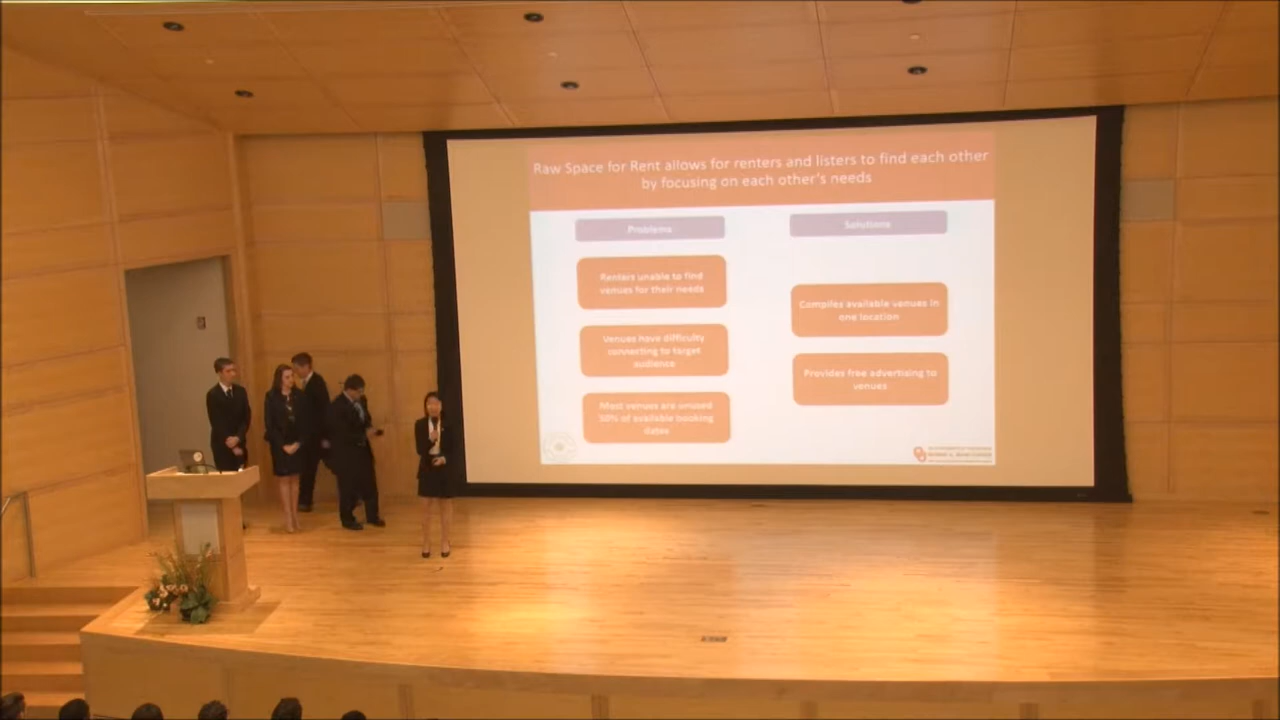 Raw Space for Rent allows for renters and listers to find each other
by focusing on each other's needs
Problems
Solutions
Renters unable to find
venues for their needs
Venues have difficulty
connecting to target
audience
Most venues are unused
50% of available booking
dates
Compiles available venues in
one location
Provides free advertising to
venues